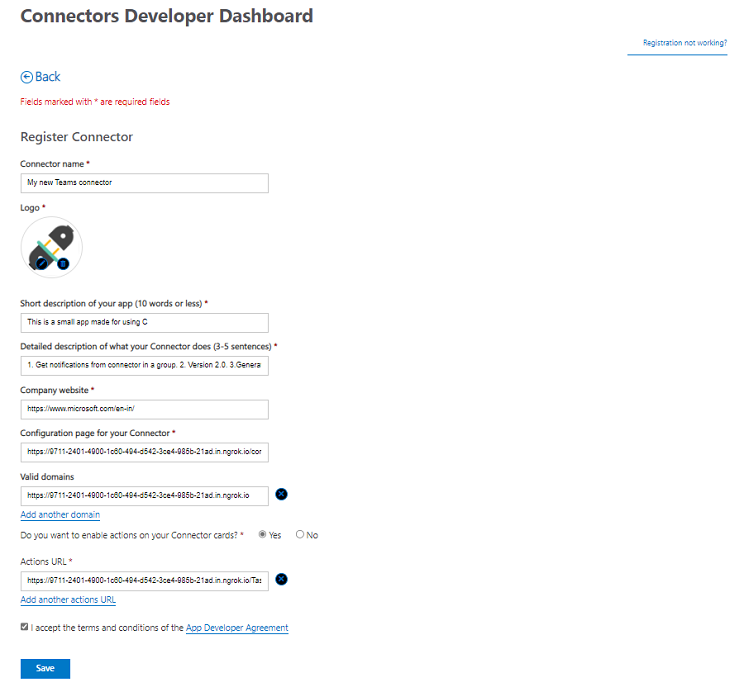 Connectors Developer Dashboard
Registration not working?
Back
Fields marked with * are required fields
Register Connector
Connector name *
My new Teams connector
Logo *
Short description of your app (10 words or less) *
This is a small app made for using C
Detailed description of what your Connector does (3-5 sentences) *
1. Get notifications from connector in a group. 2. Version 2.0. 3.Genera
Company website *
https://www.microsoft.com/en-in/
Configuration page for your Connector *
https://9711-2401-4900-1c60-494-d542-3ce4-985b-21ad.in.ngrok.io/cor
Valid domains
https://9711-2401-4900-1c60-494-d542-3ce4-985b-21ad.in.ngrok.io
Add another domain
Do you want to enable actions on your Connector cards? * Yes No
Actions URL *
https://9711-2401-4900-1c60-494-d542-3ce4-985b-21ad.in.ngrok.io/Tas
Add another actions URL
I accept the terms and conditions of the App Developer Agreement
Save